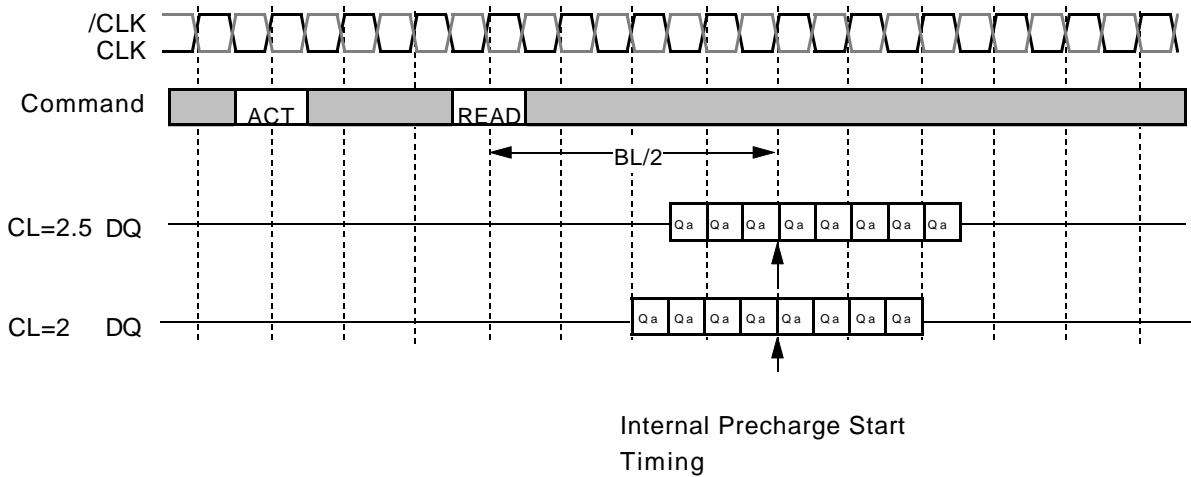 /CLK
CLK
Command
ACT
READ
BL/2
CL=2.5 DQ
Qa Qa Qa Qa Qa Qa Qa Qa
CL=2 DQ
Qa Qa Qa Qa Qa Qa Qa Qa
Internal Precharge Start
Timing